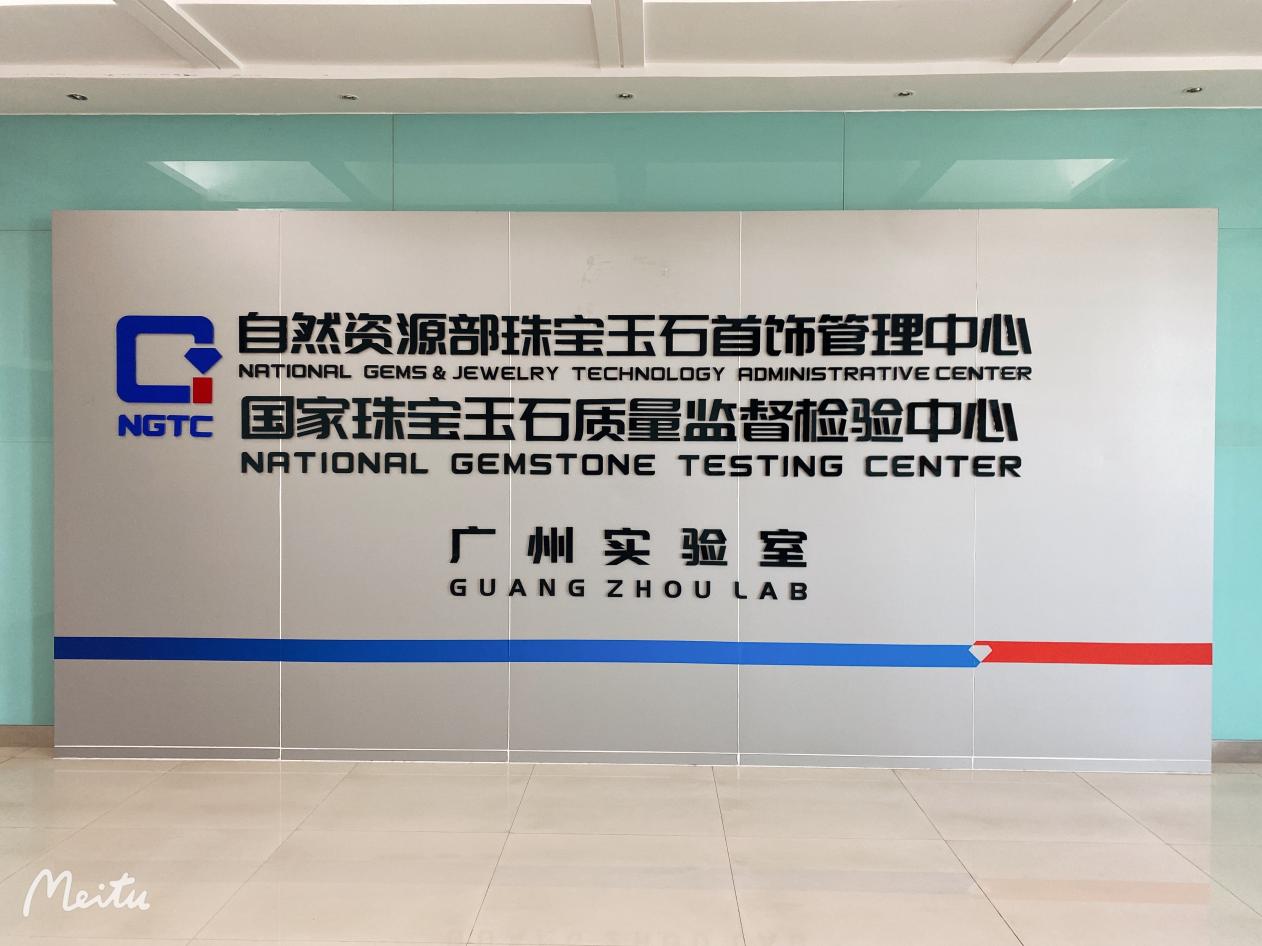 自然资源部珠宝玉石首饰管理中心
NATIONAL GEMS & JEWELRY TECHNOLOGY ADMINISTRATIVE CENTER
NGTC
国家珠宝玉石质量监督检验中心
NATIONAL GEMSTONE TESTING CENTER
广州实验室
GUANG ZHOU LAB
Meitu